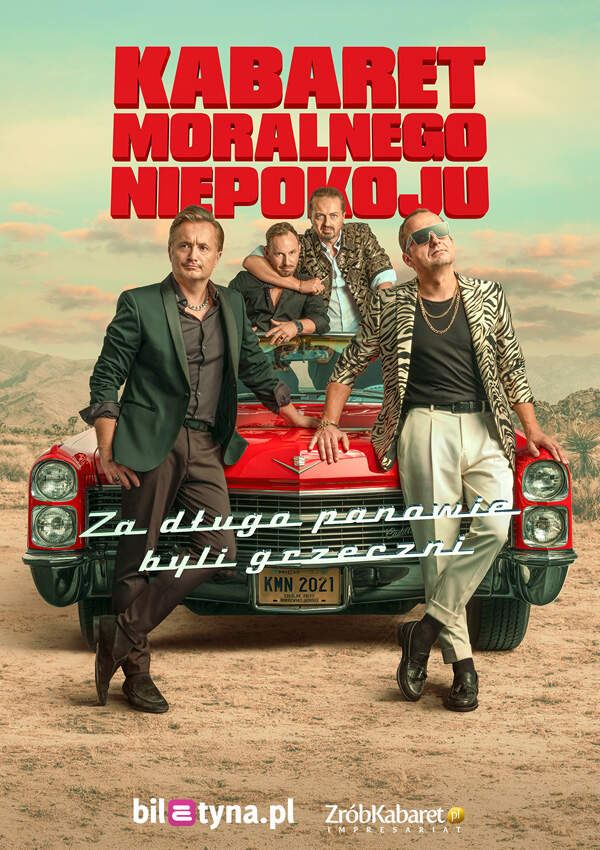 KABARET
MORALNEGO
NIEPOKOJU
Za długo panowie
byli grzeczni
KMN 2021
biletyna.pl
ZróbKabaret.pl
IMPRESARIAT